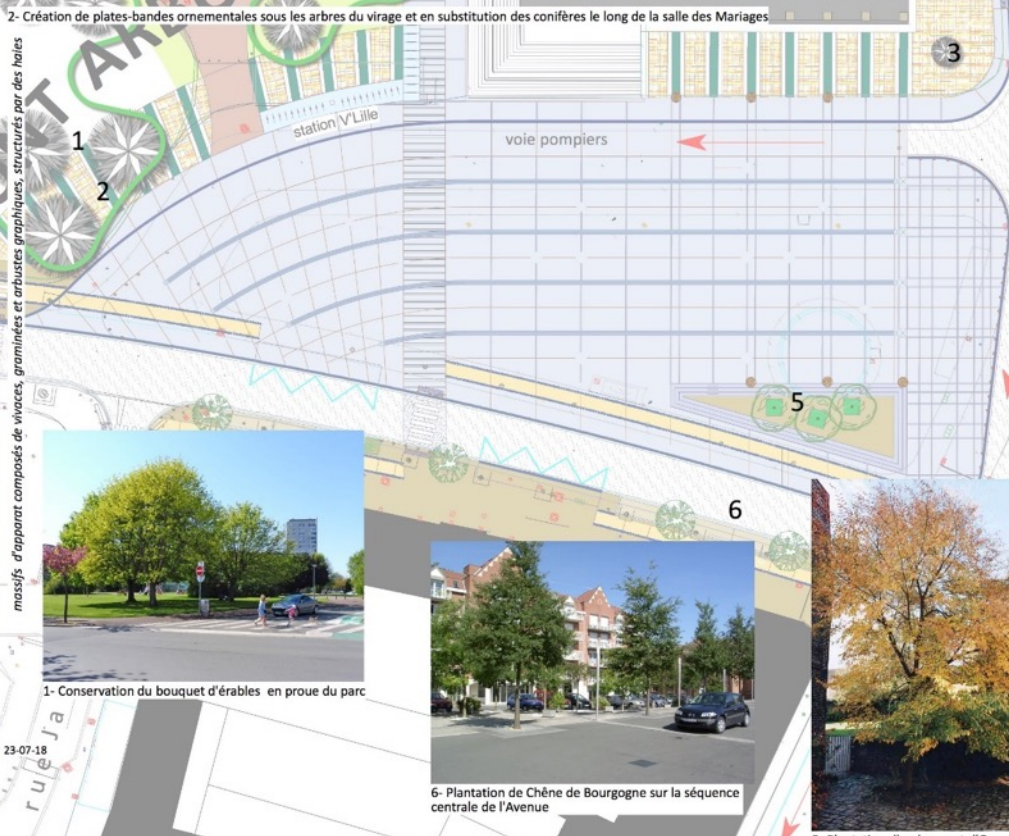 2- Création de plates-bandes ornementales sous les arbres du virage et en substitution des conifères le long de la salle des Mariages
massifs d'apparat composés de vivaces, graminées et arbustes graphiques, structurés par des haies
3
station V'Lille
voie pompiers
1
2
5
6
1- Conservation du bouquet d'érables en proue du parc
23-07-18
rue Ja
6- Plantation de Chêne de Bourgogne sur la séquence
centrale de l'Avenue